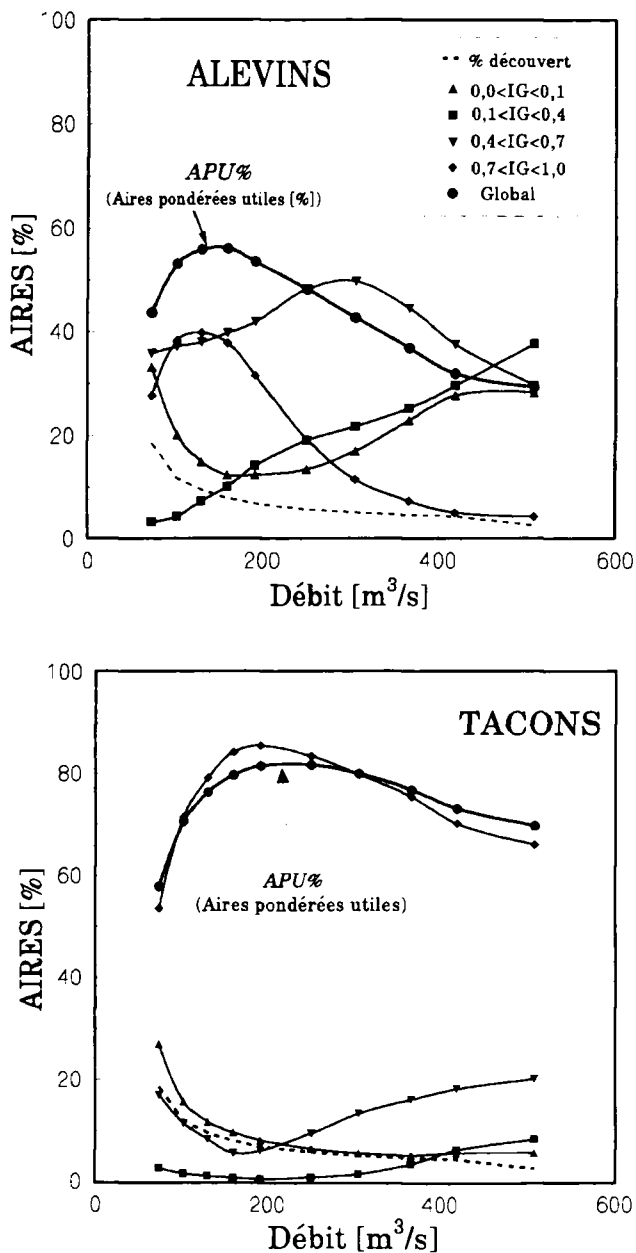 100
80
60
40
20
0
AIRES [%]
ALEVINS
% découvert
0,0<IG<0,1
0,1<IG<0,4
0,4<IG<0,7
0,7<IG<1,0
Global
APU%
(Aires pondérées utiles [%])
0 200 400 600
Débit [m³/s]
100
80
60
40
20
0
AIRES [%]
TACONS
APU%
(Aires pondérées utiles)
0 200 400 600
Débit [m³/s]